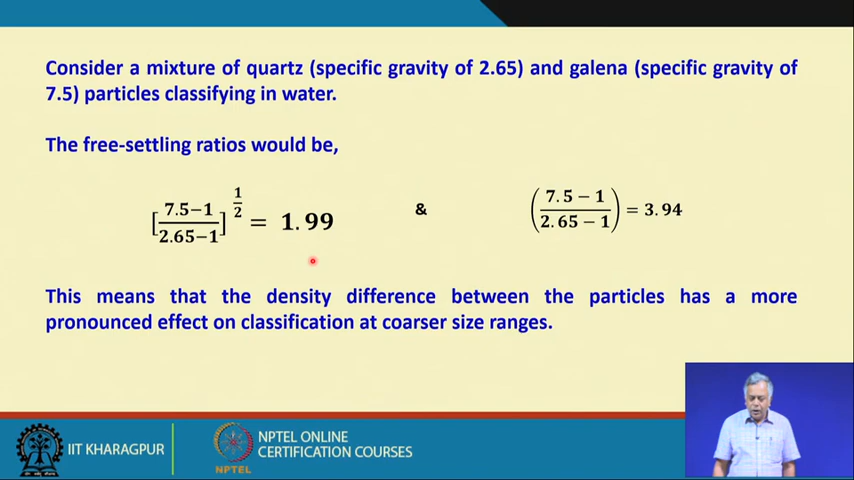 Consider a mixture of quartz (specific gravity of 2.65) and galena (specific gravity of
7.5) particles classifying in water.
The free-settling ratios would be,
[7.5−1/2.65−1]^1/2 = 1.99 & (7.5 − 1/2.65 − 1) = 3.94
This means that the density difference between the particles has a more
pronounced effect on classification at coarser size ranges.
IIT KHARAGPUR
NPTEL
NPTEL ONLINE
CERTIFICATION COURSES